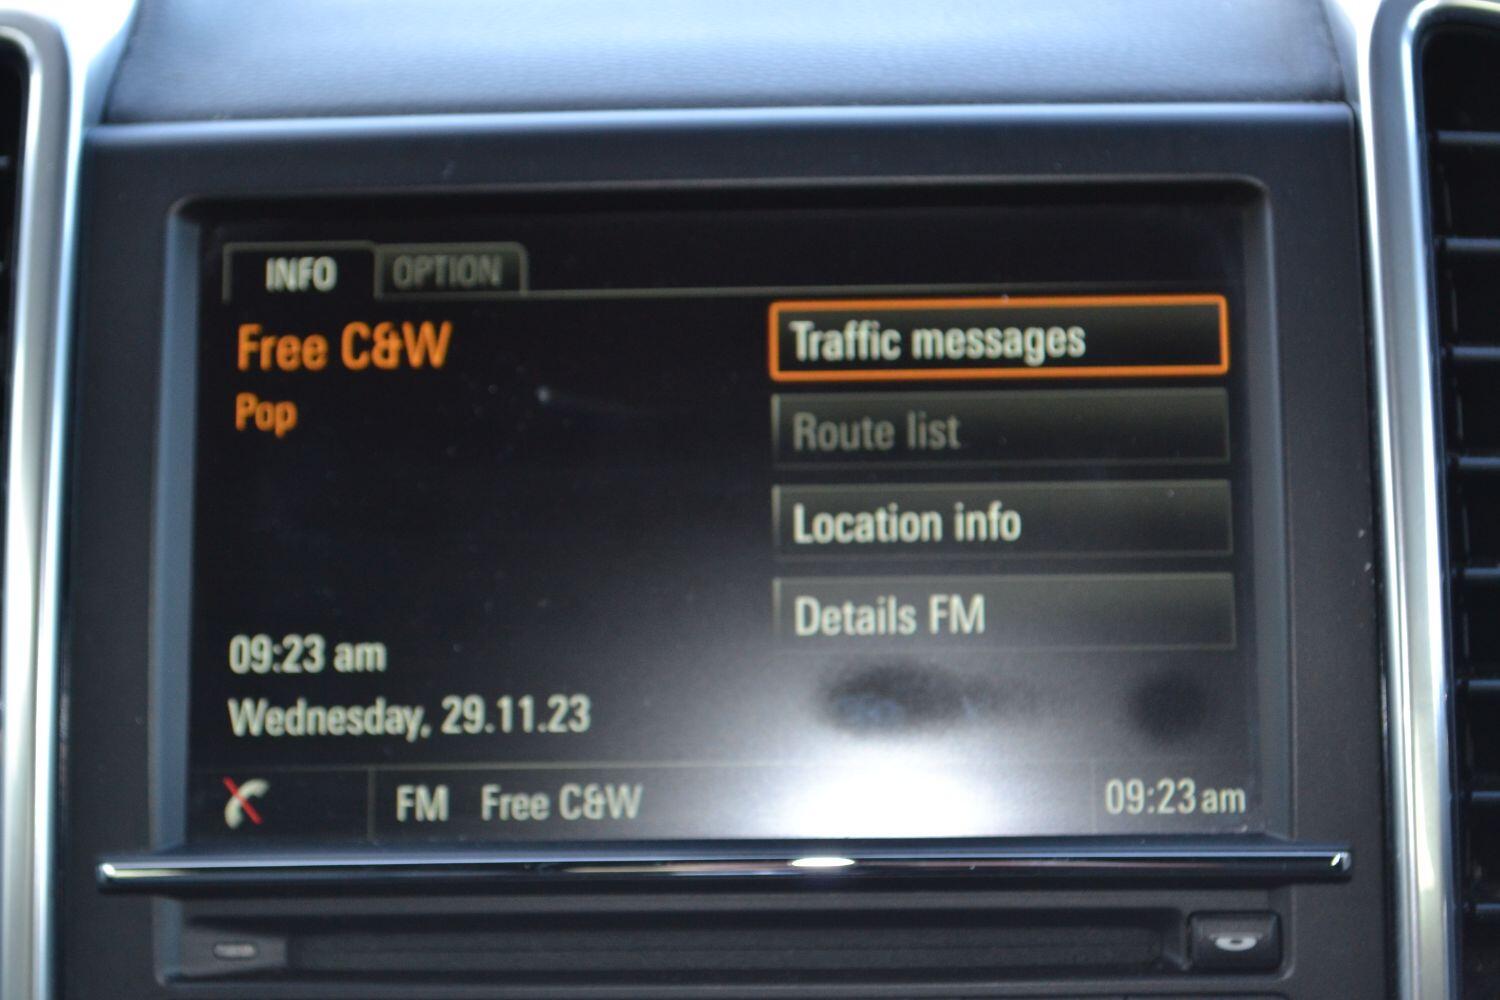 INFO OPTION
Free C&W
Pop
Traffic messages
Route list
Location info
Details FM
09:23 am
Wednesday, 29.11.23
FM Free C&W 09:23 am